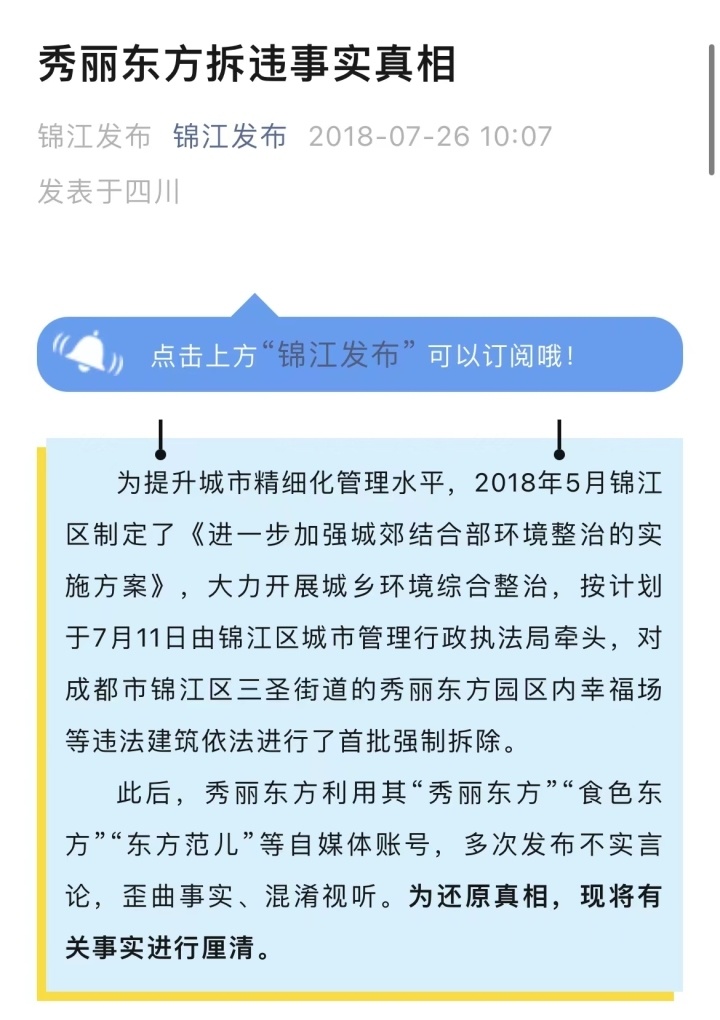 秀丽东方拆违事实真相
锦江发布 锦江发布 2018-07-26 10:07
发表于四川
点击上方“锦江发布” 可以订阅哦！
为提升城市精细化管理水平，2018年5月锦江
区制定了《进一步加强城郊结合部环境整治的实
施方案》，大力开展城乡环境综合整治，按计划
于7月11日由锦江区城市管理行政执法局牵头，对
成都市锦江区三圣街道的秀丽东方园区内幸福场
等违法建筑依法进行了首批强制拆除。
此后，秀丽东方利用其“秀丽东方”“食色东
方”“东方范儿”等自媒体账号，多次发布不实言
论，歪曲事实、混淆视听。为还原真相，现将有
关事实进行厘清。